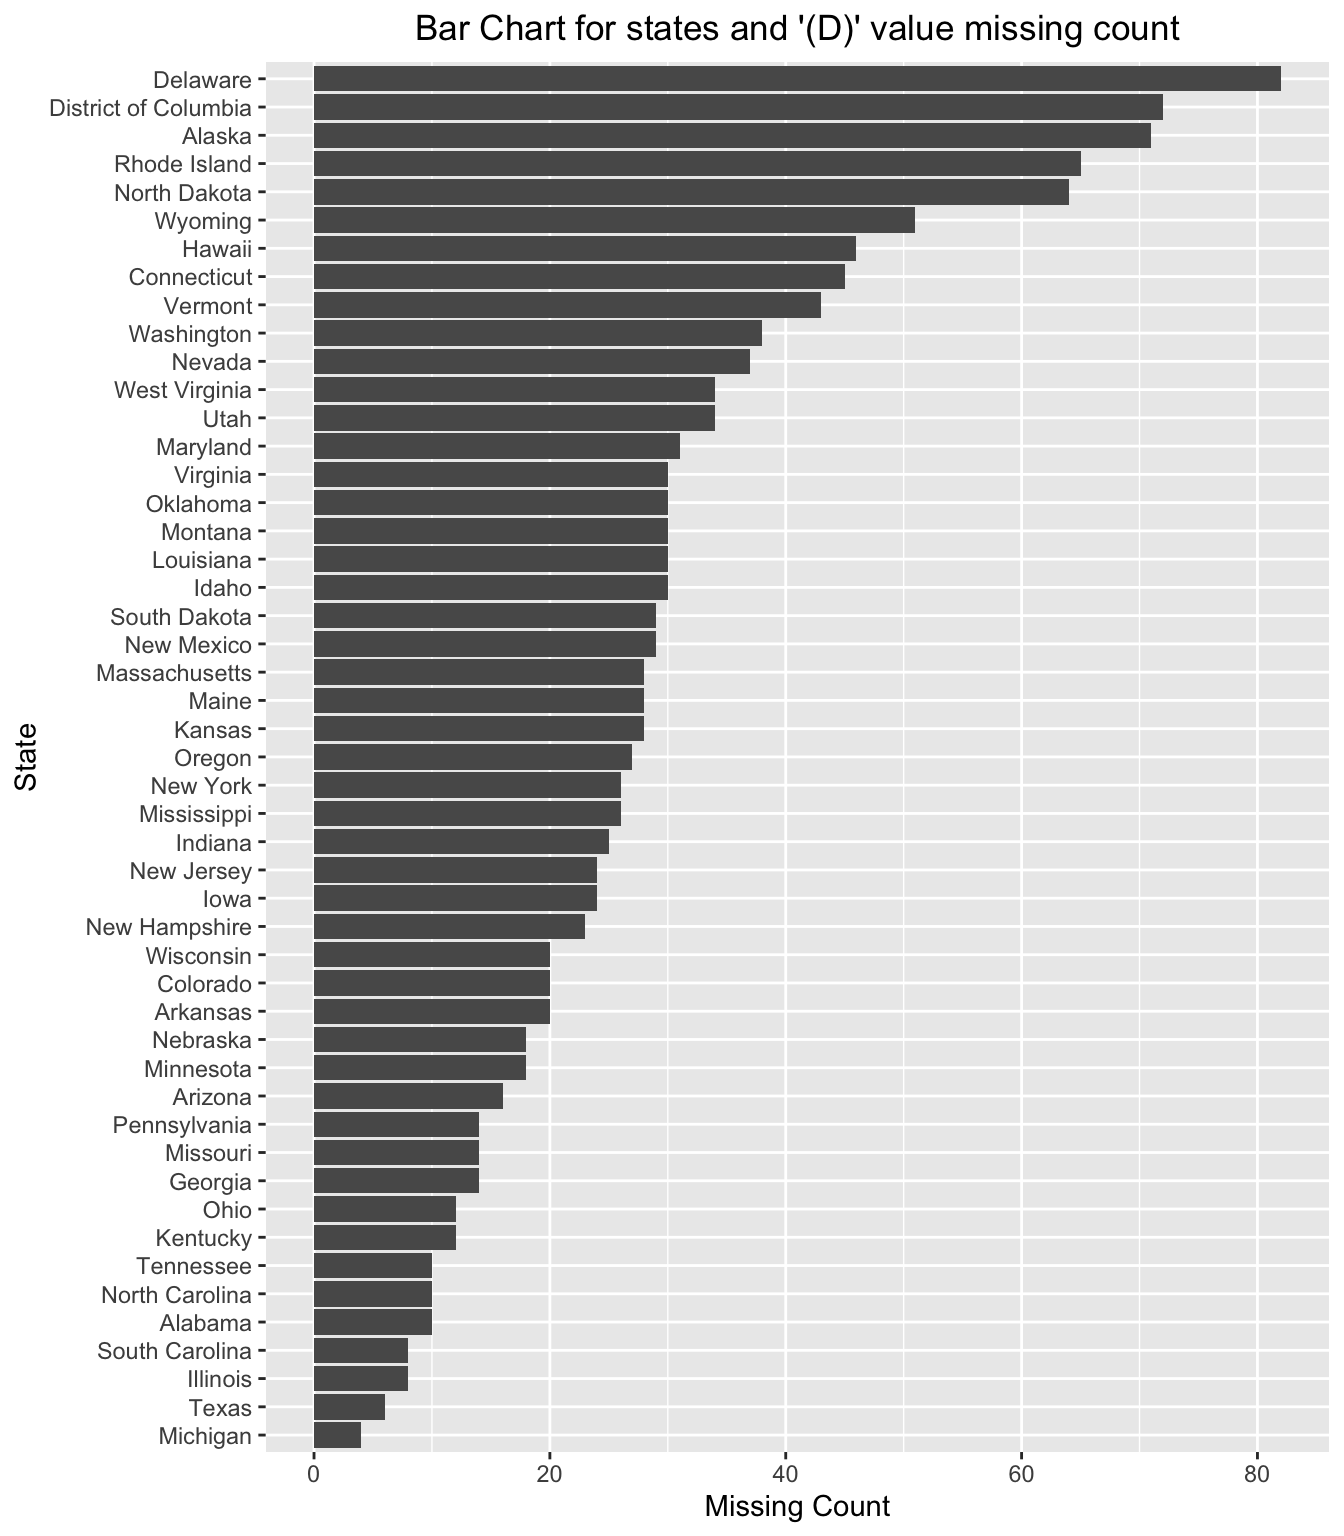 Bar Chart for states and '(D)' value missing count
Delaware
District of Columbia
Alaska
Rhode Island
North Dakota
Wyoming
Hawaii
Connecticut
Vermont
Washington
Nevada
West Virginia
Utah
Maryland
Virginia
Oklahoma
Montana
Louisiana
Idaho
South Dakota
New Mexico
Massachusetts
Maine
Kansas
Oregon
New York
Mississippi
Indiana
New Jersey
Iowa
New Hampshire
Wisconsin
Colorado
Arkansas
Nebraska
Minnesota
Arizona
Pennsylvania
Missouri
Georgia
Ohio
Kentucky
Tennessee
North Carolina
Alabama
South Carolina
Illinois
Texas
Michigan
State
0 20 40 60 80
Missing Count